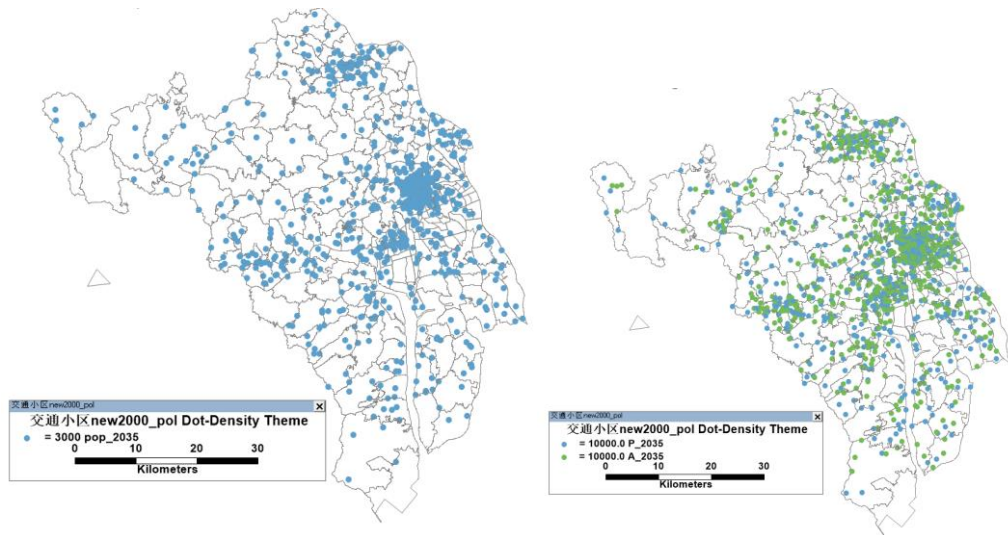 交通小区new2000_pol
交通小区new2000_pol Dot-Density Theme
= 3000 pop_2035
0 10 20 30
Kilometers
交通小区new2000_pol
交通小区new2000_pol Dot-Density Theme
= 10000.0 P_2035
= 10000.0 A_2035
0 10 20 30
Kilometers